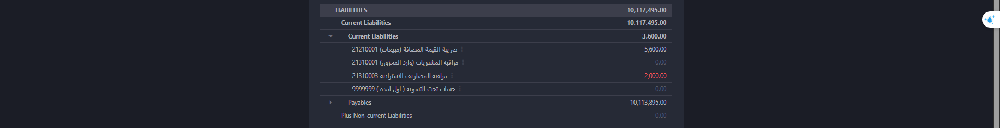 LIABILITIES 10,117,495.00
Current Liabilities 10,117,495.00
Current Liabilities 3,600.00
21210001 ضريبة القيمة المضافة (مبيعات) 5,600.00
21310001 مراقبه المشتريات (وارد المخزون) 0.00
21310003 مراقبة المصاريف الاسترادية -2,000.00
9999999 حساب تحت التسوية ( اول امدة ) 0.00
Payables 10,113,895.00
Plus Non-current Liabilities 0.00